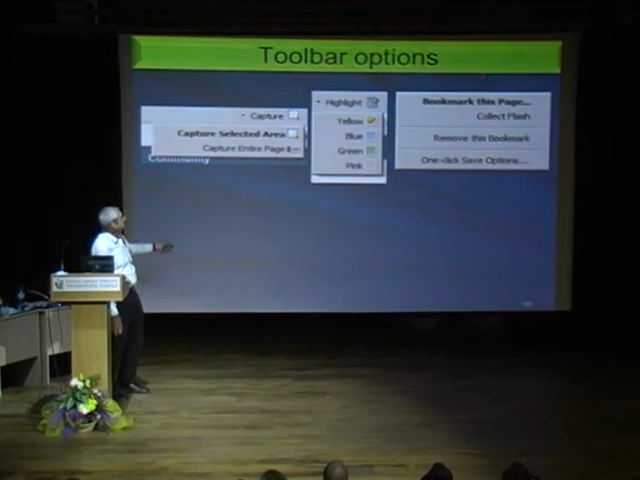 Toolbar options
Capture
Capture Selected Area
Capture Entire Page
Community
Highlight
Yellow
Blue
Green
Pink
Bookmark this Page...
Collect Flash
Remove this Bookmark
One-click Save Options...